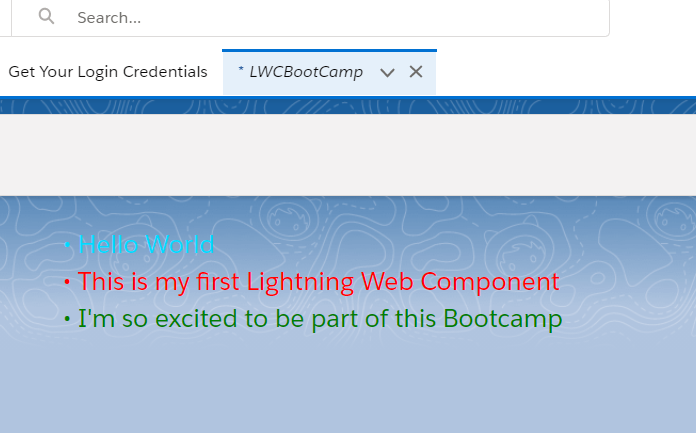 Search...
Get Your Login Credentials * LWCBootCamp
• Hello World
• This is my first Lightning Web Component
• I'm so excited to be part of this Bootcamp